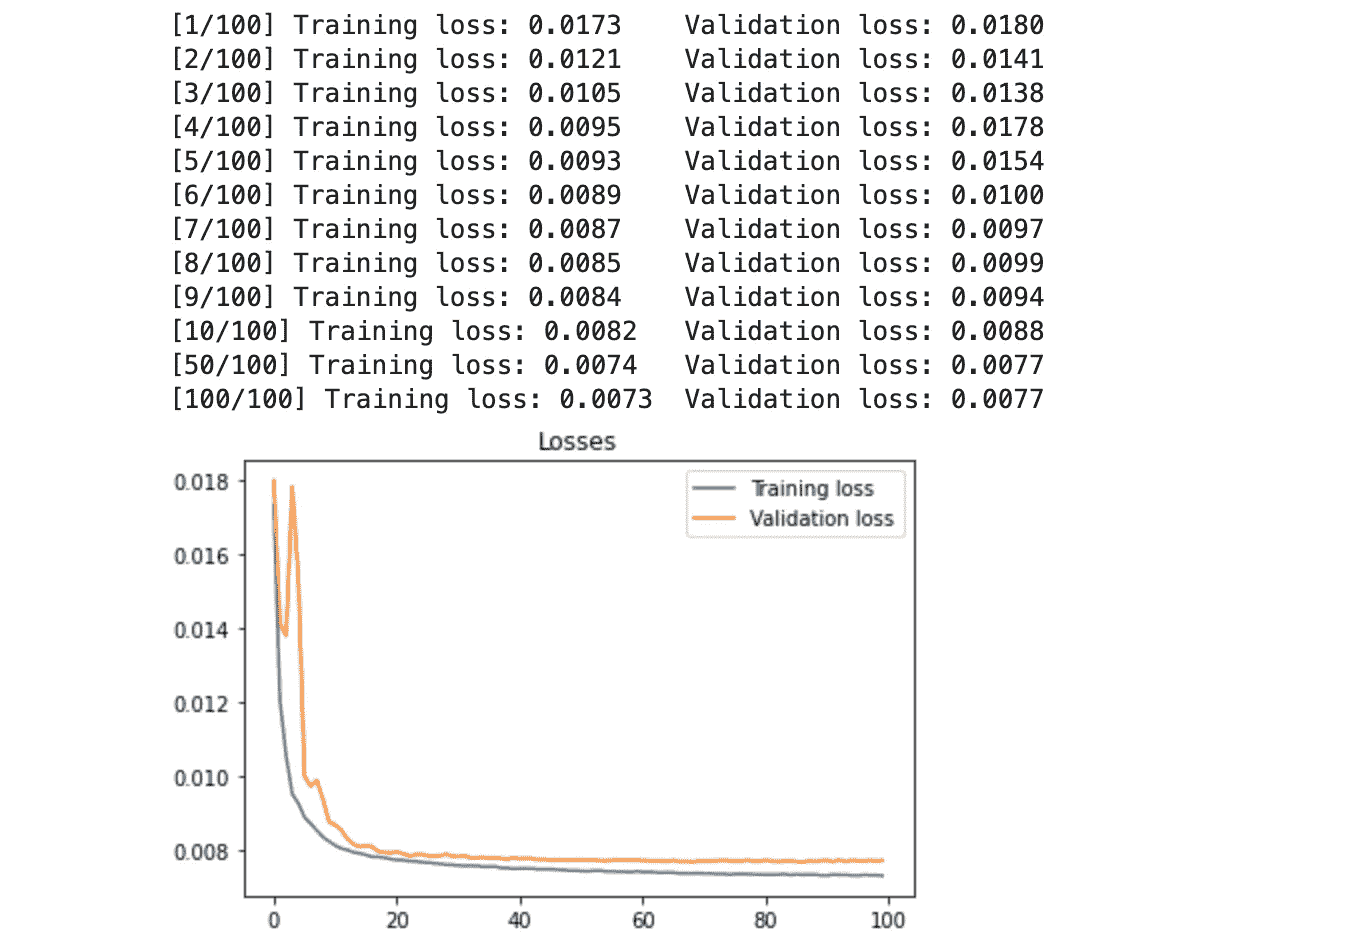 [1/100] Training loss: 0.0173    Validation loss: 0.0180
[2/100] Training loss: 0.0121    Validation loss: 0.0141
[3/100] Training loss: 0.0105    Validation loss: 0.0138
[4/100] Training loss: 0.0095    Validation loss: 0.0178
[5/100] Training loss: 0.0093    Validation loss: 0.0154
[6/100] Training loss: 0.0089    Validation loss: 0.0100
[7/100] Training loss: 0.0087    Validation loss: 0.0097
[8/100] Training loss: 0.0085    Validation loss: 0.0099
[9/100] Training loss: 0.0084    Validation loss: 0.0094
[10/100] Training loss: 0.0082   Validation loss: 0.0088
[50/100] Training loss: 0.0074   Validation loss: 0.0077
[100/100] Training loss: 0.0073  Validation loss: 0.0077
Losses
Training loss
Validation loss
0.018
0.016
0.014
0.012
0.010
0.008
0 20 40 60 80 100